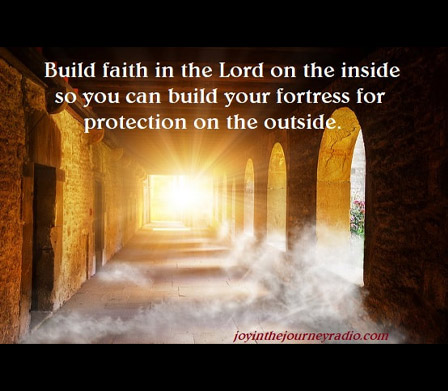 Build faith in the Lord on the inside
so you can build your fortress for
protection on the outside.
joyinthejourneyradio.com